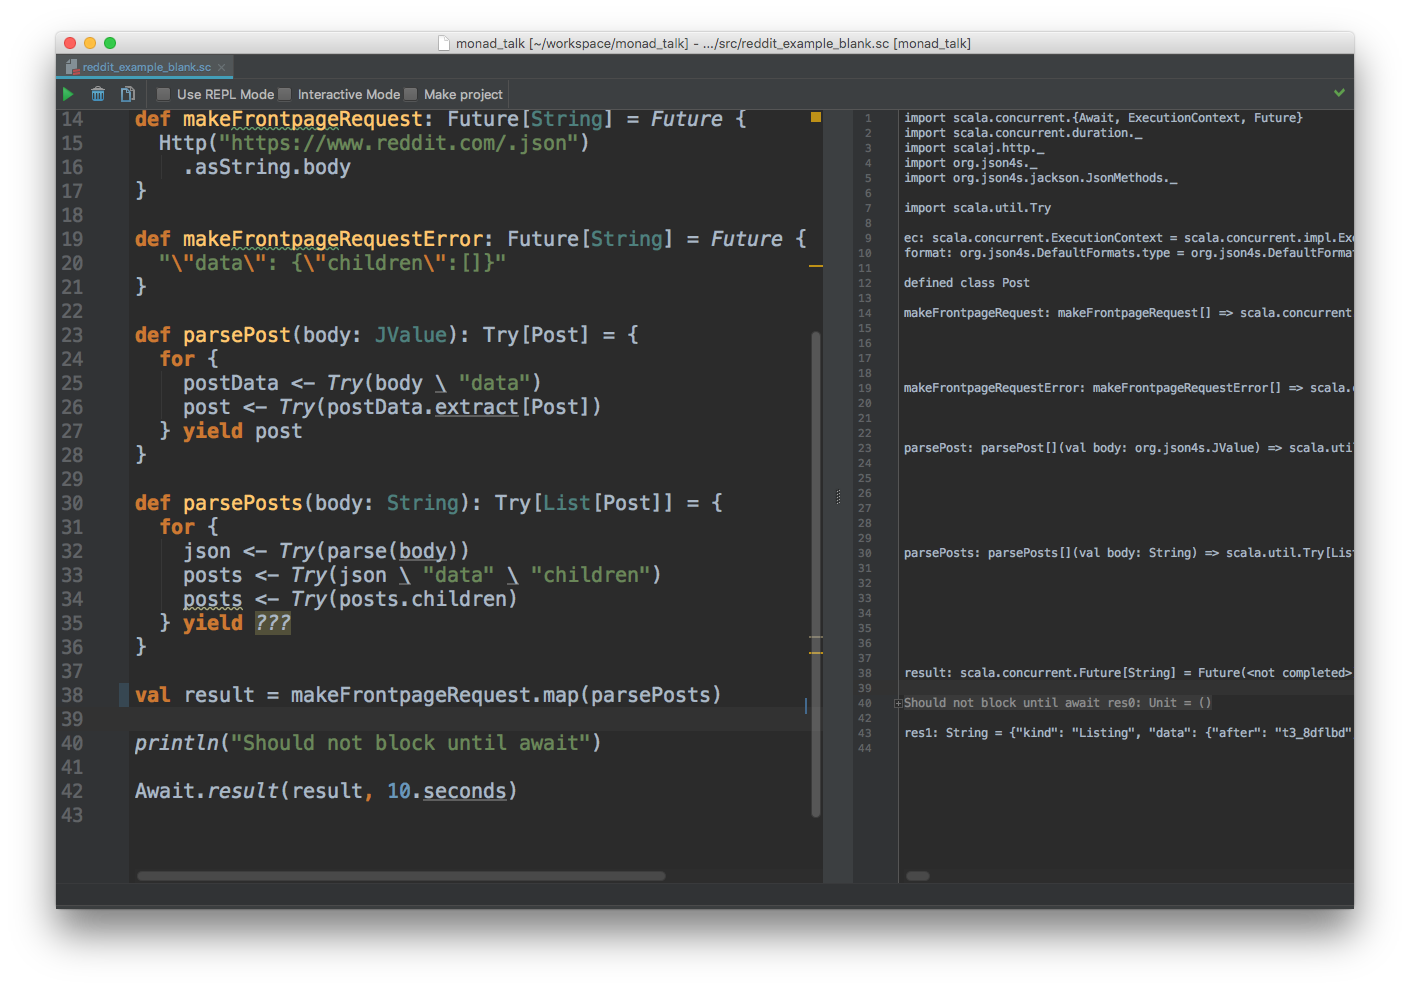 monad_talk [~/workspace/monad_talk] - .../src/reddit_example_blank.sc [monad_talk]
reddit_example_blank.sc
Use REPL Mode Interactive Mode Make project
14 def makeFrontpageRequest: Future[String] = Future {
15 Http("https://www.reddit.com/.json")
16 .asString.body
17 }
18
19 def makeFrontpageRequestError: Future[String] = Future {
20 "\"data\": {\"children\":[]}"
21 }
22
23 def parsePost(body: JValue): Try[Post] = {
24 for {
25 postData <- Try(body \ "data")
26 post <- Try(postData.extract[Post])
27 } yield post
28 }
29
30 def parsePosts(body: String): Try[List[Post]] = {
31 for {
32 json <- Try(parse(body))
33 posts <- Try(json \ "data" \ "children")
34 posts <- Try(posts.children)
35 } yield ???
36 }
37
38 val result = makeFrontpageRequest.map(parsePosts)
39
40 println("Should not block until await")
41
42 Await.result(result, 10.seconds)
43
1 import scala.concurrent.{Await, ExecutionContext, Future}
2 import scala.concurrent.duration._
3 import scalaj.http._
4 import org.json4s._
5 import org.json4s.jackson.JsonMethods._
6
7 import scala.util.Try
8
9 ec: scala.concurrent.ExecutionContext = scala.concurrent.impl.Exe
10 format: org.json4s.DefaultFormats.type = org.json4s.DefaultFormat
11
12 defined class Post
13
14 makeFrontpageRequest: makeFrontpageRequest[] => scala.concurrent
15
16
17
18
19 makeFrontpageRequestError: makeFrontpageRequestError[] => scala.
20
21
22
23 parsePost: parsePost[](val body: org.json4s.JValue) => scala.uti
24
25
26
27
28
29
30 parsePosts: parsePosts[](val body: String) => scala.util.Try[Lis
31
32
33
34
35
36
37
38 result: scala.concurrent.Future[String] = Future(<not completed>
39
40 Should not block until await res0: Unit = ()
42
43 res1: String = {"kind": "Listing", "data": {"after": "t3_8dflbd"
44